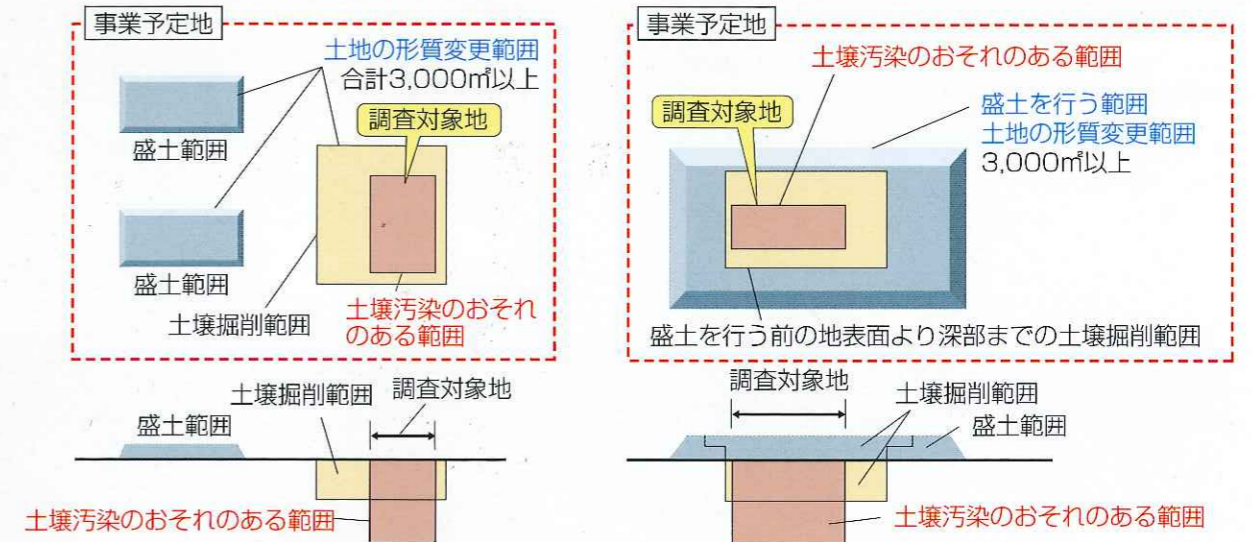 事業予定地
土地の形質変更範囲
合計3,000㎡以上
調査対象地
盛土範囲
盛土範囲
土壌掘削範囲
土壌汚染のおそれ
のある範囲
土壌掘削範囲
調査対象地
盛土範囲
土壌汚染のおそれのある範囲
事業予定地
土壌汚染のおそれのある範囲
調査対象地
盛土を行う範囲
土地の形質変更範囲
3,000㎡以上
盛土を行う前の地表面より深部までの土壌掘削範囲
調査対象地
土壌掘削範囲
盛土範囲
土壌汚染のおそれのある範囲